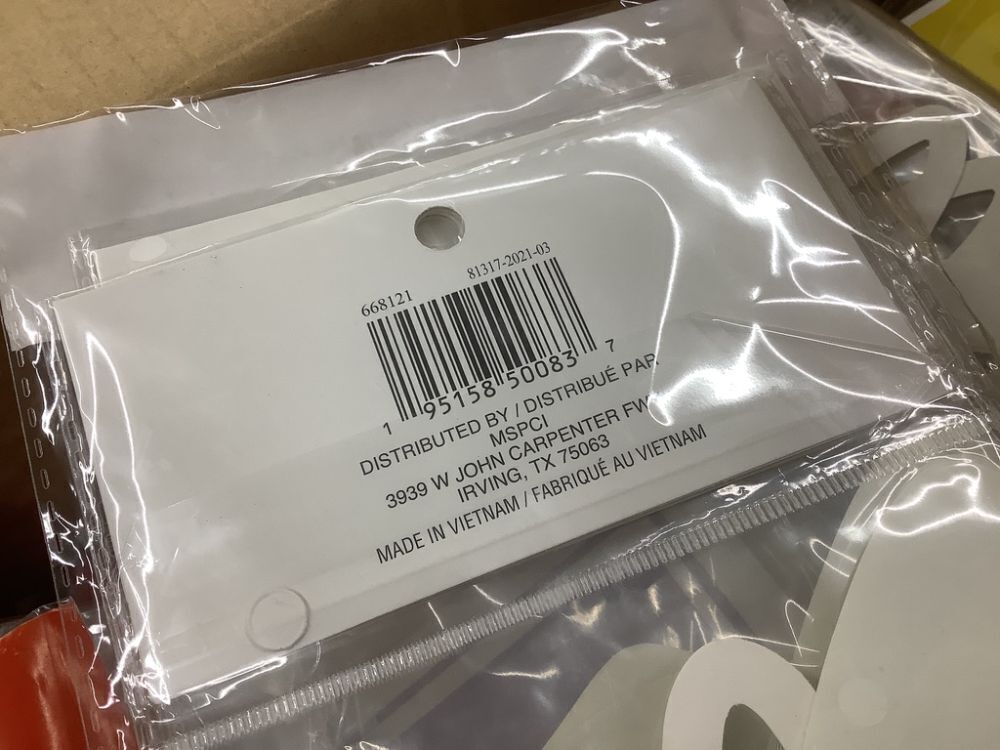 668121
81317-2021-03
1 95158 50083 7
DISTRIBUTED BY / DISTRIBUÉ PAR
MSPCI
3939 W JOHN CARPENTER FW
IRVING, TX 75063
MADE IN VIETNAM / FABRIQUÉ AU VIETNAM